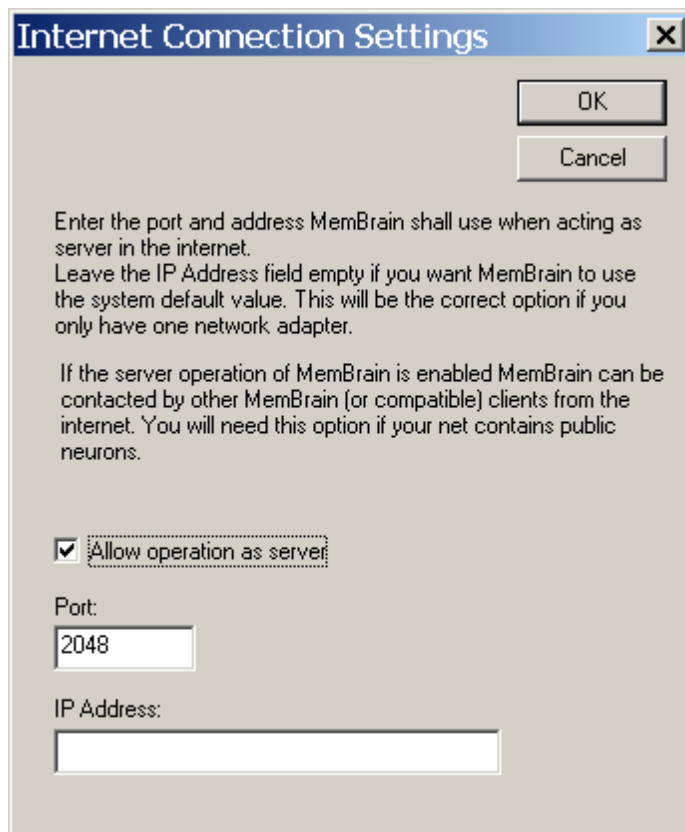 Internet Connection Settings
OK
Cancel
Enter the port and address MemBrain shall use when acting as
server in the internet.
Leave the IP Address field empty if you want MemBrain to use
the system default value. This will be the correct option if you
only have one network adapter.
If the server operation of MemBrain is enabled MemBrain can be
contacted by other MemBrain (or compatible) clients from the
internet. You will need this option if your net contains public
neurons.
Allow operation as server
Port:
2048
IP Address: